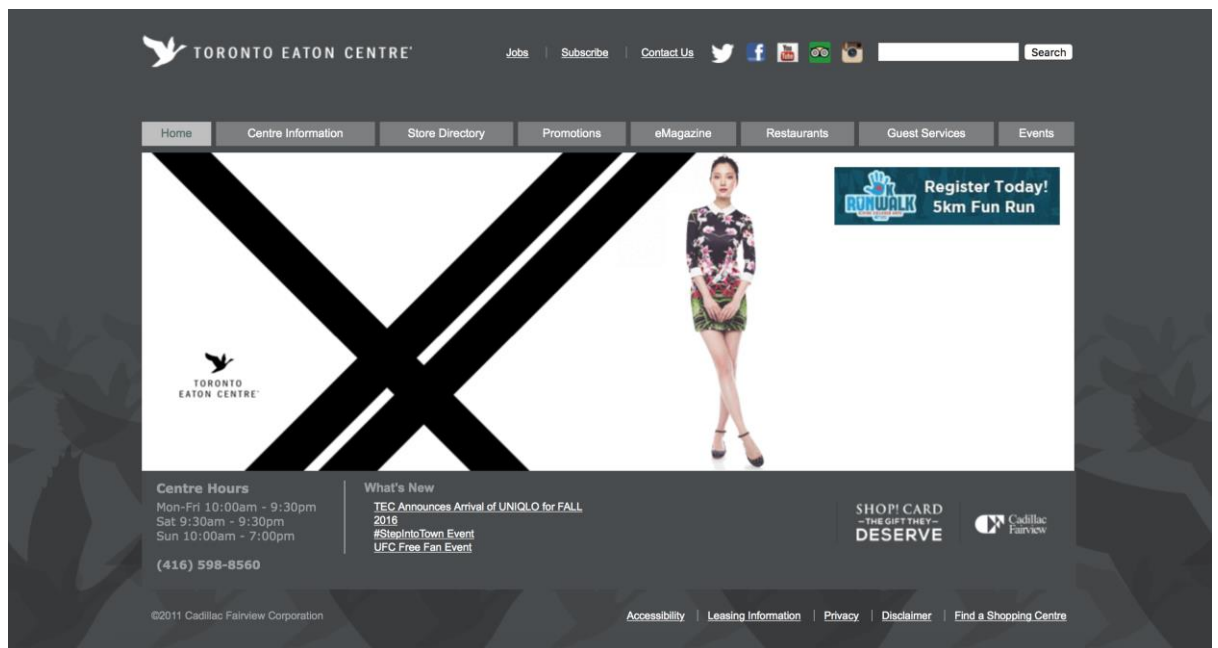 TORONTO EATON CENTRE
Jobs | Subscribe | Contact Us
You Tube
Search
Home Centre Information Store Directory Promotions eMagazine Restaurants Guest Services Events
RUNWALK
Register Today!
5km Fun Run
TORONTO
EATON CENTRE
Centre Hours
Mon-Fri 10:00am - 9:30pm
Sat 9:30am - 9:30pm
Sun 10:00am - 7:00pm
(416) 598-8560
What's New
TEC Announces Arrival of UNIQLO for FALL
2016
#StepIntoTown Event
UFC Free Fan Event
SHOP! CARD
–THE GIFT THEY–
DESERVE
Cadillac
Fairview
©2011 Cadillac Fairview Corporation
Accessibility | Leasing Information | Privacy | Disclaimer | Find a Shopping Centre